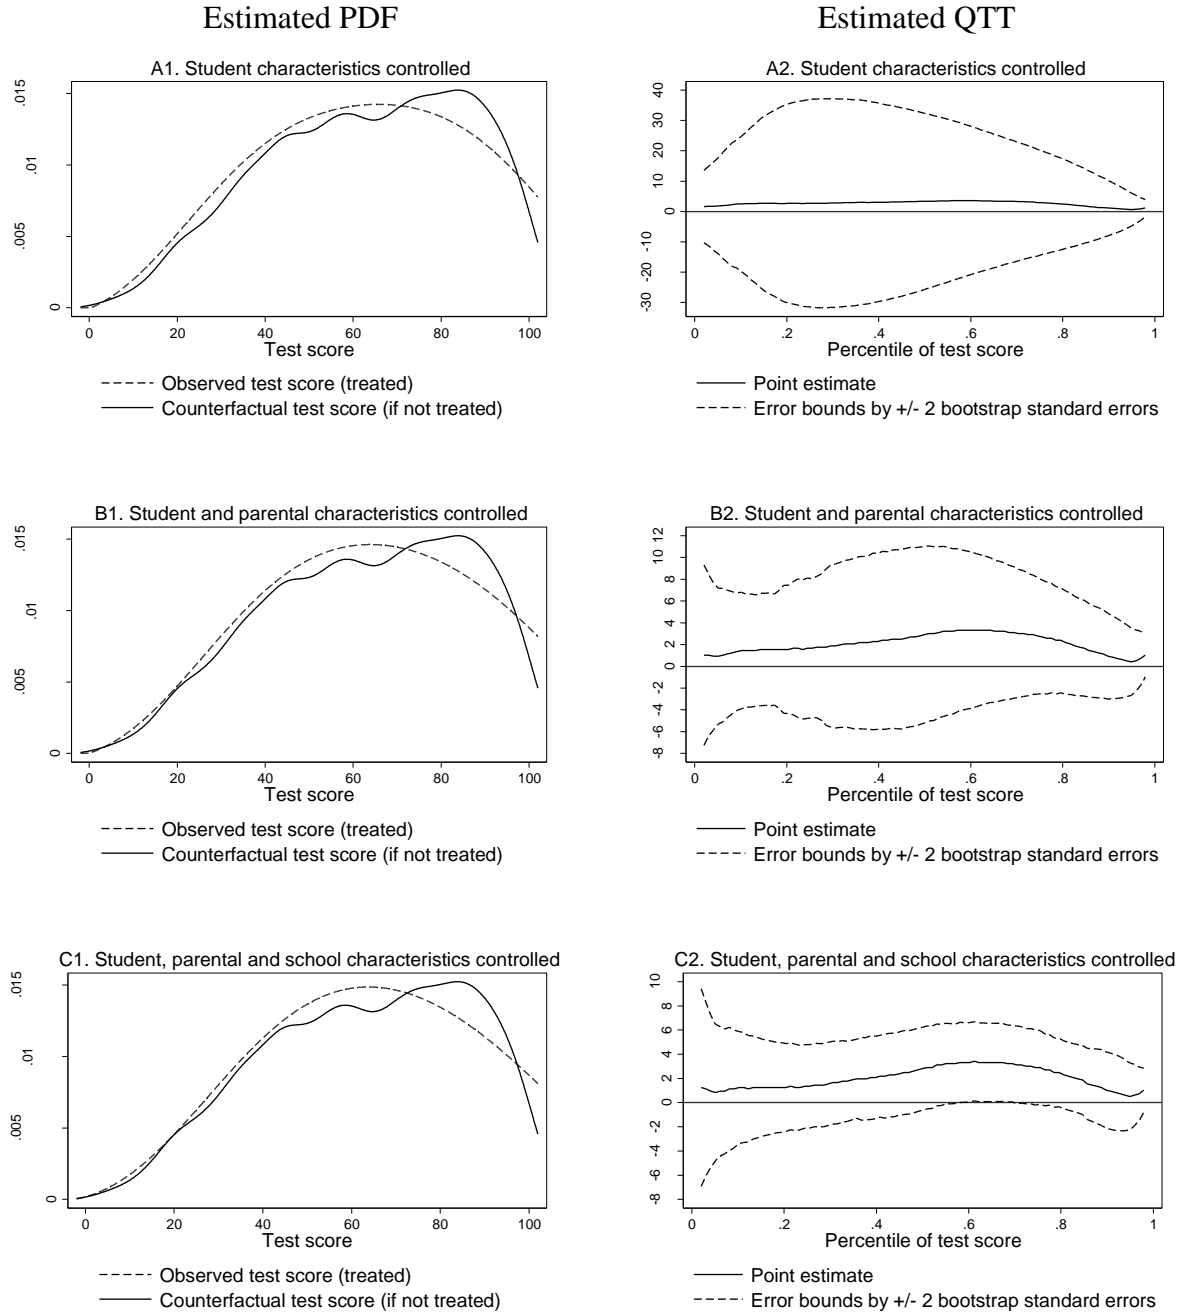 Estimated PDF
Estimated QTT
A1. Student characteristics controlled
.015
.01
.005
0
0 20 40 60 80 100
Test score
Observed test score (treated)
Counterfactual test score (if not treated)
A2. Student characteristics controlled
40
30
20
10
0
-10
-20
-30
0 .2 .4 .6 .8 1
Percentile of test score
Point estimate
Error bounds by +/- 2 bootstrap standard errors
B1. Student and parental characteristics controlled
.015
.01
.005
0
0 20 40 60 80 100
Test score
Observed test score (treated)
Counterfactual test score (if not treated)
B2. Student and parental characteristics controlled
12
10
8
6
4
2
0
-2
-4
-6
-8
0 .2 .4 .6 .8 1
Percentile of test score
Point estimate
Error bounds by +/- 2 bootstrap standard errors
C1. Student, parental and school characteristics controlled
.015
.01
.005
0
0 20 40 60 80 100
Test score
Observed test score (treated)
Counterfactual test score (if not treated)
C2. Student, parental and school characteristics controlled
10
8
6
4
2
0
-2
-4
-6
-8
0 .2 .4 .6 .8 1
Percentile of test score
Point estimate
Error bounds by +/- 2 bootstrap standard errors